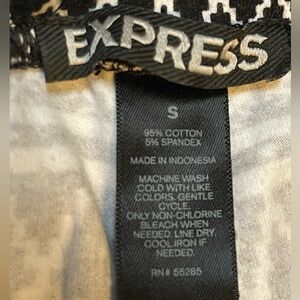 EXPRESS
S
95% COTTON
5% SPANDEX
MADE IN INDONESIA
MACHINE WASH
COLD WITH LIKE
COLORS. GENTLE
CYCLE.
ONLY NON-CHLORINE
BLEACH WHEN
NEEDED. LINE DRY.
COOL IRON IF
NEEDED.
RN# 55285